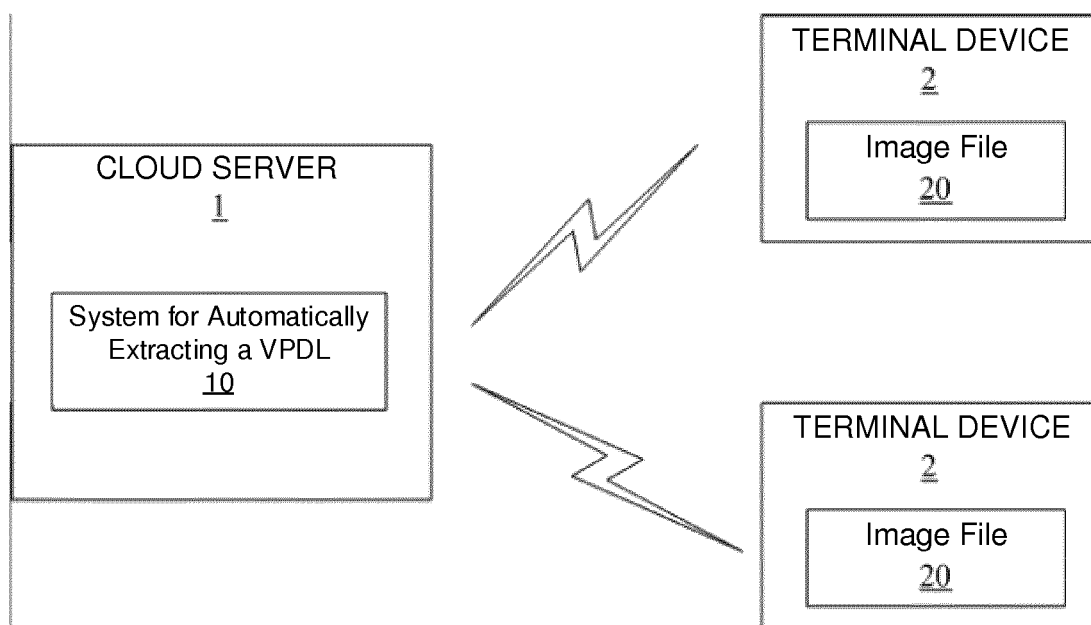 CLOUD SERVER
1
System for Automatically
Extracting a VPDL
10
TERMINAL DEVICE
2
Image File
20
TERMINAL DEVICE
2
Image File
20